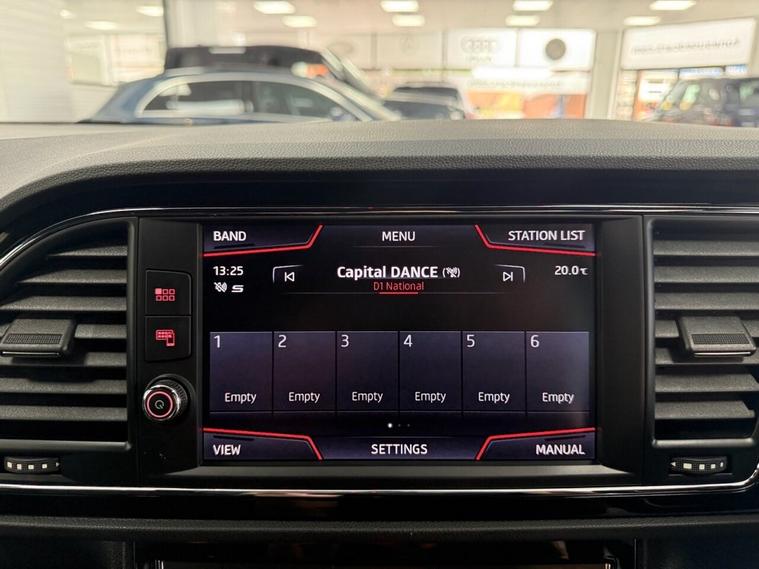 BAND MENU STATION LIST
13:25 Capital DANCE 20.0°C
D1 National
1 2 3 4 5 6
Empty Empty Empty Empty Empty Empty
VIEW SETTINGS MANUAL